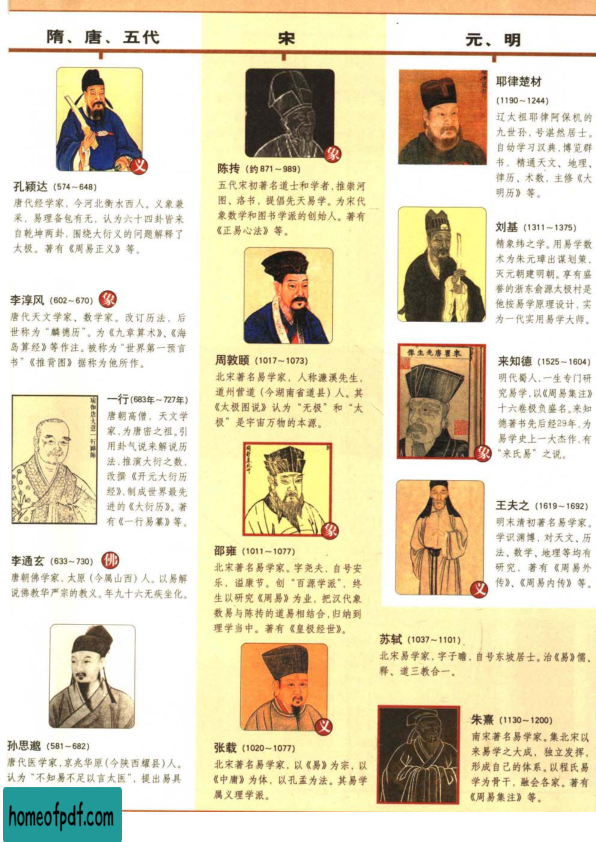 隋、唐、五代
义
孔颖达 (574~648)
唐代经学家，今河北衡水西人。义象兼
采，易理备包有无，认为六十四卦皆来
自乾坤两卦，围绕大衍义的问题解释了
太极。著有《周易正义》等。
李淳风 (602~670) 象
唐代天文学家、数学家。改订历法，后
世称为“麟德历”。为《九章算术》、《海
岛算经》等作注。被称为“世界第一预言
书”《推背图》据称为他所作。
一行 (683年~727年)
唐朝高僧，天文学
家，为唐密之祖。引
用卦气说来解说历
法，推演大衍之数，
改撰《开元大衍历
经》，制成世界最先
进的《大衍历》。著
有《一行易纂》等。
李通玄 (633~730) 佛
唐朝佛学家，太原（今属山西）人。以易解
说佛教华严宗的教义。年九十六无疾坐化。
孙思邈 (581~682)
唐代医学家，京兆华原（今陕西耀县）人。
认为“不知易不足以言太医”，提出易具
宋
象
陈抟 (约871~989)
五代宋初著名道士和学者，推崇河
图、洛书，提倡先天易学。为宋代
象数学和图书学派的创始人。著有
《正易心法》等。
周敦颐 (1017~1073)
北宋著名易学家，人称濂溪先生，
道州营道（今湖南省道县）人。其
《太极图说》认为“无极”和“太
极”是宇宙万物的本源。
象
邵雍 (1011~1077)
北宋著名易学家，字尧夫，自号安
乐，谥康节。创“百源学派”，终
生以研究《周易》为业，把汉代象
数易与陈抟的道易相结合，归纳到
理学当中。著有《皇极经世》。
义
张载 (1020~1077)
北宋著名易学家，以《易》为宗，以
《中庸》为体，以孔孟为法。其易学
属义理学派。
元、明
耶律楚材
(1190~1244)
辽太祖耶律阿保机的
九世孙，号湛然居士。
自幼学习汉典，博览群
书，精通天文、地理、
律历、术数，主修《大
明历》等。
刘基 (1311~1375)
精象纬之学。用易学数
术为朱元璋出谋划策，
灭元朝建明朝。享有盛
誉的浙东俞源太极村是
他按易学原理设计，实
为一代实用易学大师。
象
来知德 (1525~1604)
明代蜀人，一生专门研
究易学，以《周易集注》
十六卷极负盛名。来知
德著书先后经29年，为
易学史上一大杰作，有
“来氏易”之说。
义
王夫之 (1619~1692)
明末清初著名易学家。
学识渊博，对天文、历
法、数学、地理等均有
研究，著有《周易外
传》、《周易内传》等。
苏轼 (1037~1101)
北宋易学家，字子瞻，自号东坡居士。治《易》儒、
释、道三教合一。
朱熹 (1130~1200)
南宋著名易学家。集北宋以
来易学之大成，独立发挥，
形成自己的体系。以程氏易
学为骨干，融会各家。著有
《周易集注》等。
homeofpdf.com